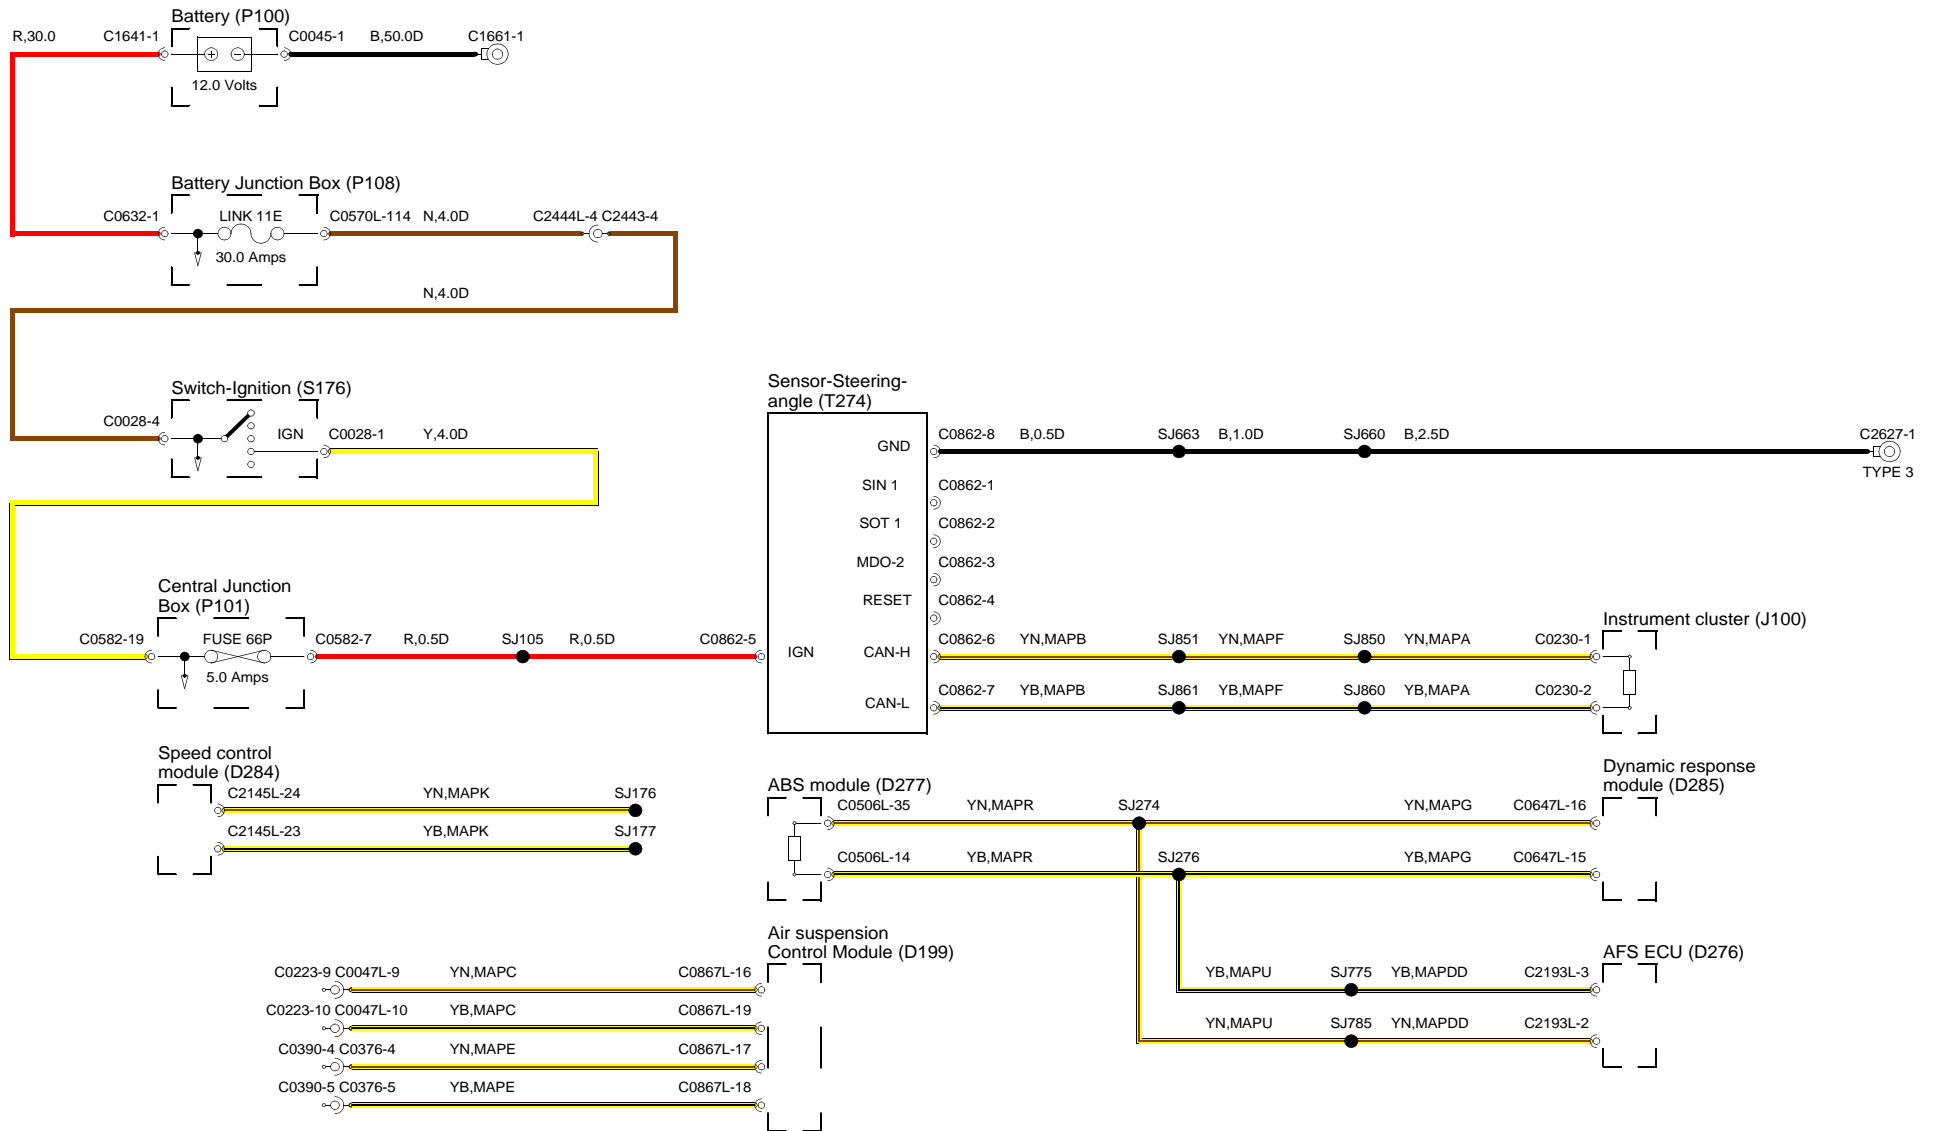 Battery (P100)
R,30.0 C1641-1 C0045-1 B,50.0D C1661-1
12.0 Volts
Battery Junction Box (P108)
C0632-1 LINK 11E C0570L-114 N,4.0D C2444L-4 C2443-4
30.0 Amps
N,4.0D
Switch-Ignition (S176)
C0028-4 IGN C0028-1 Y,4.0D
Sensor-Steering-
angle (T274)
GND C0862-8 B,0.5D SJ663 B,1.0D SJ660 B,2.5D C2627-1
TYPE 3
SIN 1 C0862-1
SOT 1 C0862-2
MDO-2 C0862-3
RESET C0862-4
Central Junction
Box (P101)
C0582-19 FUSE 66P C0582-7 R,0.5D SJ105 R,0.5D C0862-5
5.0 Amps
IGN CAN-H C0862-6 YN,MAPB SJ851 YN,MAPF SJ850 YN,MAPA C0230-1
Instrument cluster (J100)
CAN-L C0862-7 YB,MAPB SJ861 YB,MAPF SJ860 YB,MAPA C0230-2
Speed control
module (D284)
C2145L-24 YN,MAPK SJ176
C2145L-23 YB,MAPK SJ177
ABS module (D277)
Dynamic response
module (D285)
C0506L-35 YN,MAPR SJ274 YN,MAPG C0647L-16
C0506L-14 YB,MAPR SJ276 YB,MAPG C0647L-15
Air suspension
Control Module (D199)
AFS ECU (D276)
C0223-9 C0047L-9 YN,MAPC C0867L-16
C0223-10 C0047L-10 YB,MAPC C0867L-19
C0390-4 C0376-4 YN,MAPE C0867L-17
C0390-5 C0376-5 YB,MAPE C0867L-18
YB,MAPU SJ775 YB,MAPDD C2193L-3
YN,MAPU SJ785 YN,MAPDD C2193L-2